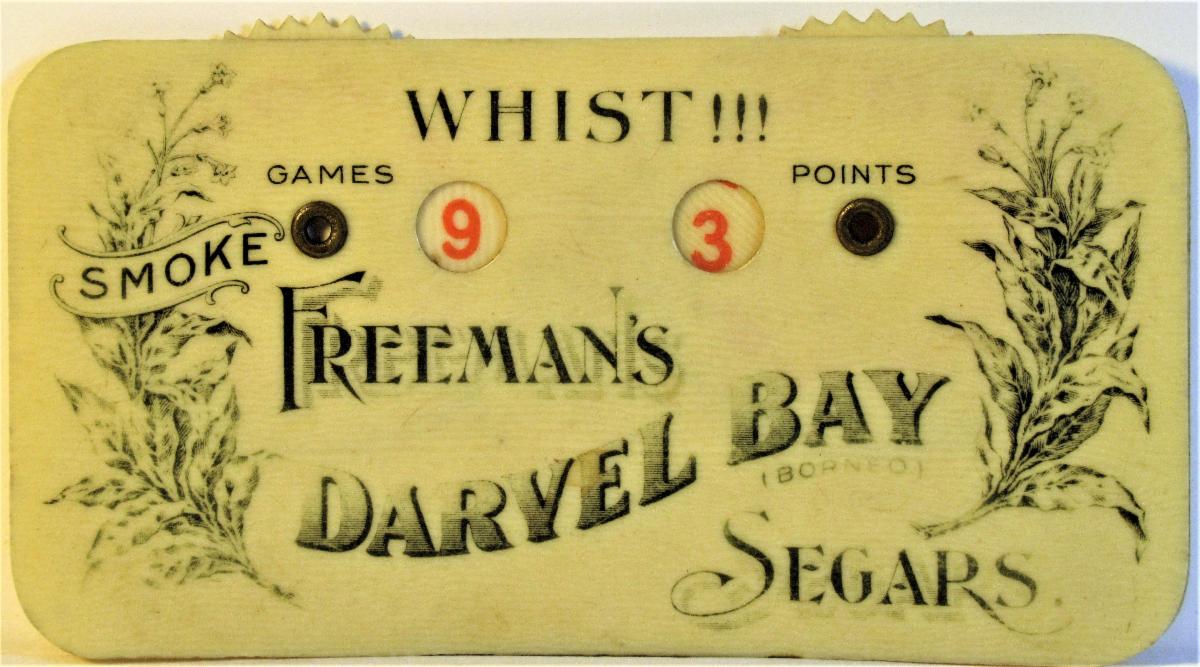 WHIST!!!
GAMES 9 3 POINTS
SMOKE
FREEMAN'S
DARVEL BAY
(BORNEO)
SEGARS.